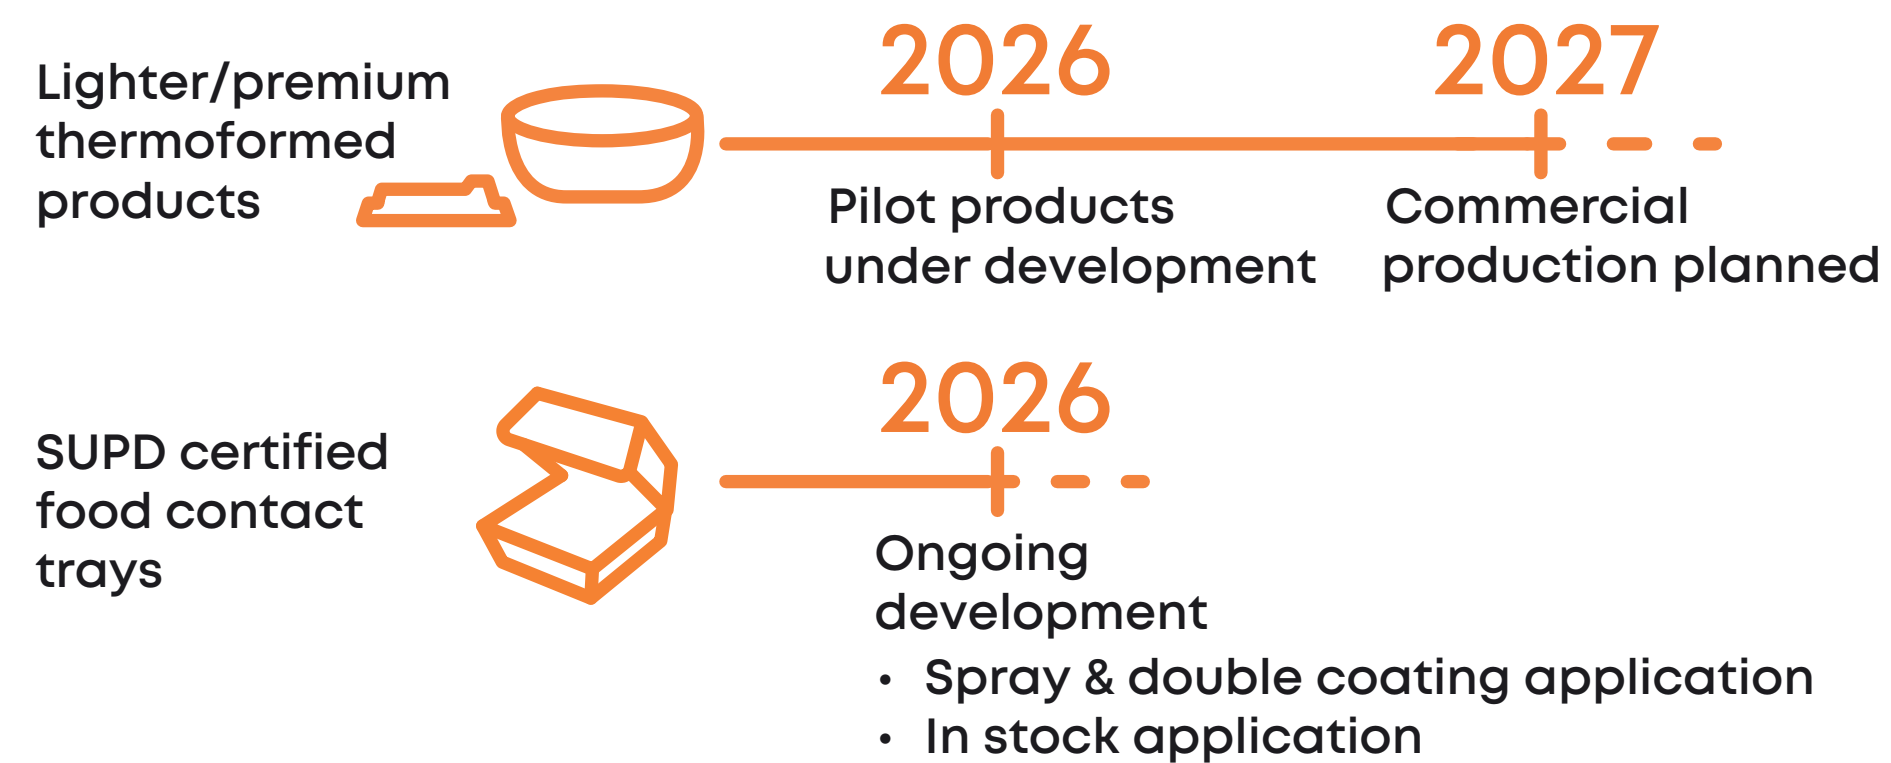 Lighter/premium
thermoformed
products
2026
Pilot products
under development
2027
Commercial
production planned
SUPD certified
food contact
trays
2026
Ongoing
development
• Spray & double coating application
• In stock application